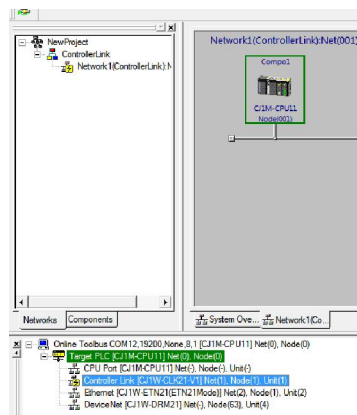 NewProject
ControllerLink
Network1(ControllerLink):N
Networks
Components
Network1(ControllerLink):Net(001)
Compo1
CJ1M-CPU11
Node(001)
System Ove...
Network1(Co...
Online Toolbus COM12,19200,None,8,1 [CJ1M-CPU11] Net(0), Node(0)
Target PLC [CJ1M-CPU11] Net(0), Node(0)
CPU Port [CJ1M-CPU11] Net(-), Node(-), Unit(-)
Controller Link [CJ1W-CLK21-V1] Net(1), Node(1), Unit(1)
Ethernet [CJ1W-ETN21(ETN21Mode)] Net(2), Node(1), Unit(2)
DeviceNet [CJ1W-DRM21] Net(-), Node(63), Unit(4)